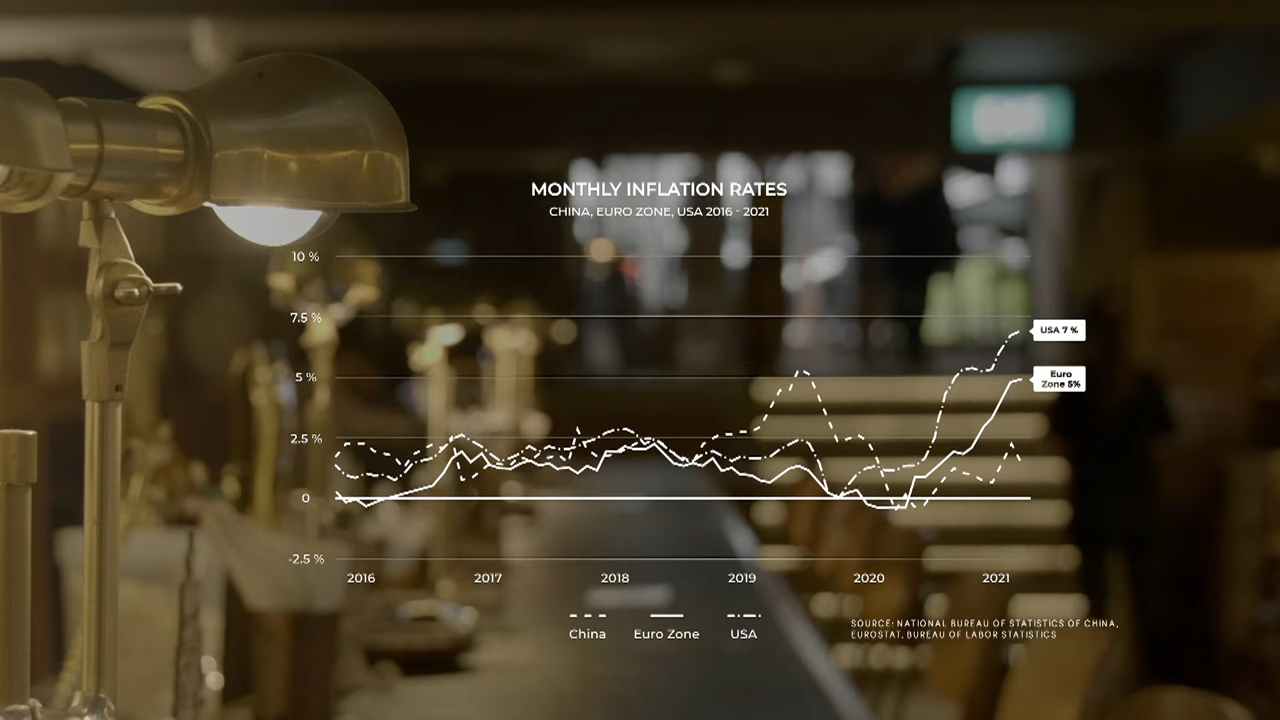 MONTHLY INFLATION RATES
CHINA, EURO ZONE, USA 2016 - 2021
10 %
7.5 %
5 %
2.5 %
0
-2.5 %
USA 7 %
Euro
Zone 5%
2016 2017 2018 2019 2020 2021
China Euro Zone USA
SOURCE: NATIONAL BUREAU OF STATISTICS OF CHINA,
EUROSTAT, BUREAU OF LABOR STATISTICS